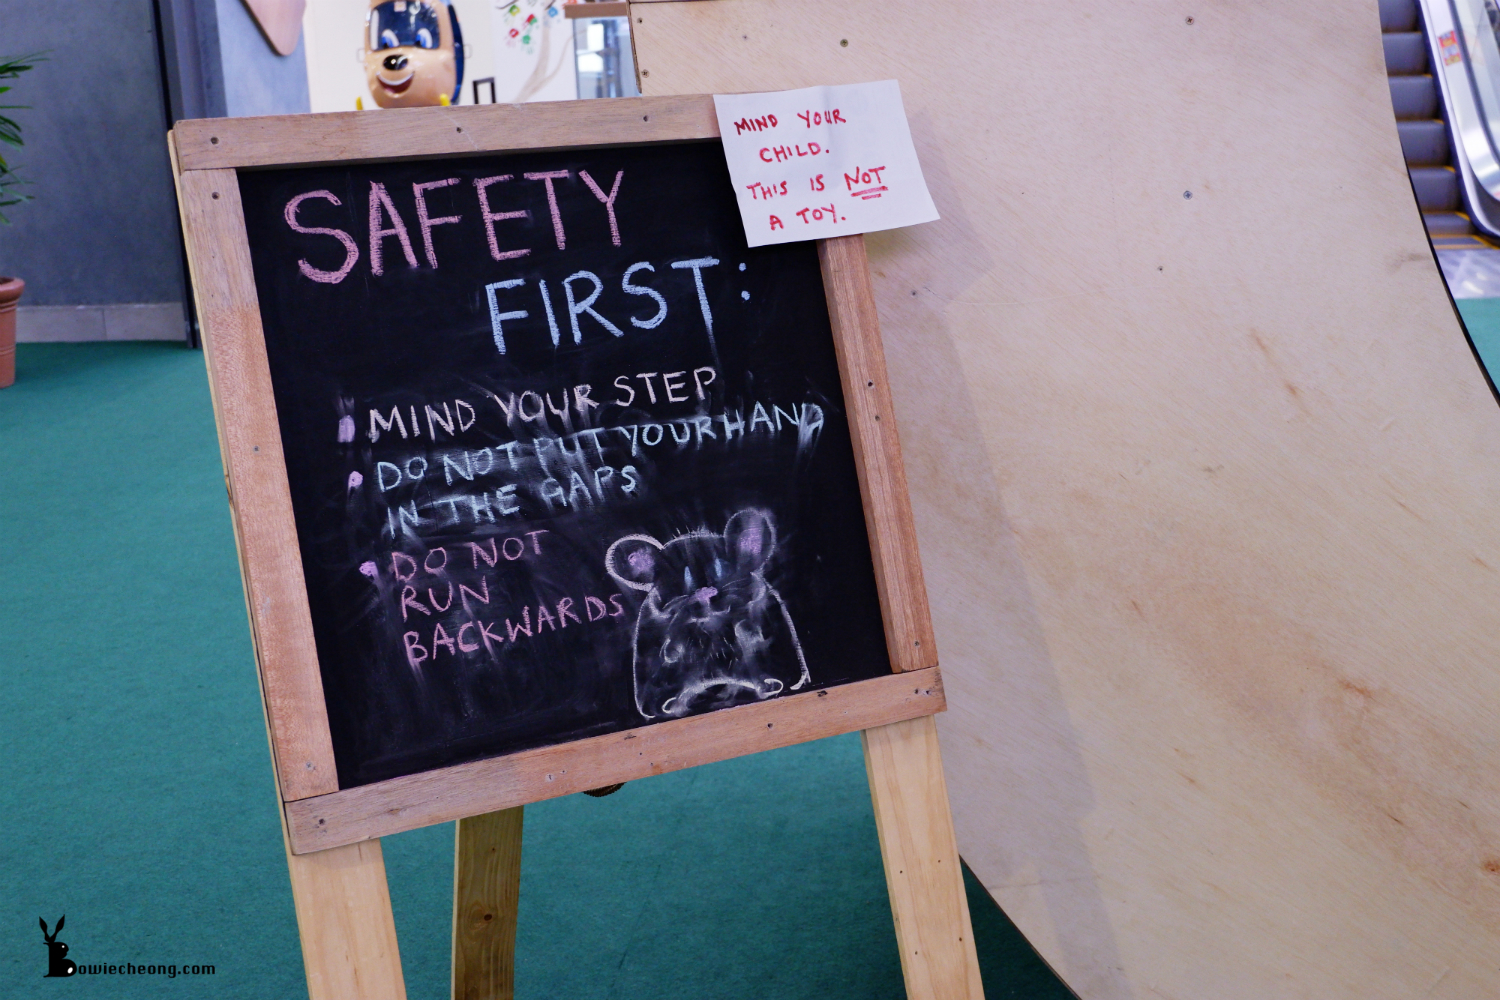 MIND YOUR
CHILD.
THIS IS NOT
A TOY.
SAFETY
FIRST:
MIND YOUR STEP
DO NOT PUT YOUR HAND
IN THE GAPS
DO NOT
RUN
BACKWARDS
Bowiecheong.com